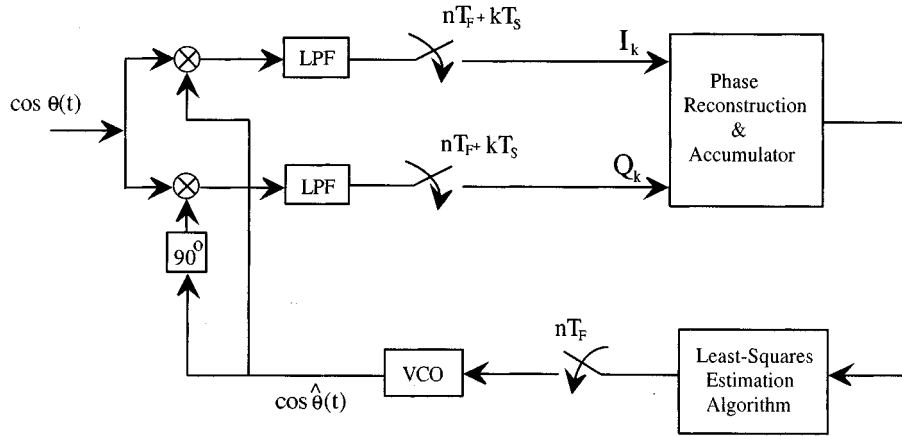 nT_F + kT_S
LPF
I_k
cos θ(t)
Phase
Reconstruction
&
Accumulator
nT_F + kT_S
LPF
Q_k
90°
nT_F
VCO
Least-Squares
Estimation
Algorithm
cos θ̂(t)